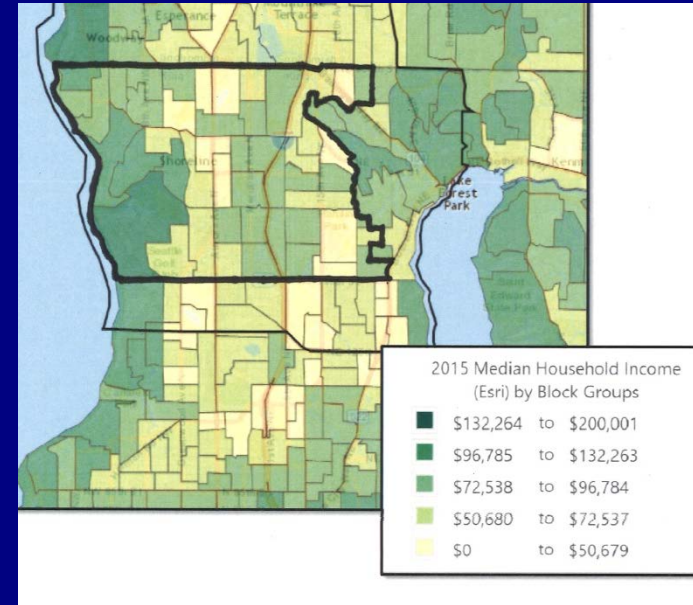 Esperance
Terrace
Woodway
Shoreline
Lake
Forest
Park
2015 Median Household Income
(Esri) by Block Groups
$132,264 to $200,001
$96,785 to $132,263
$72,538 to $96,784
$50,680 to $72,537
$0 to $50,679